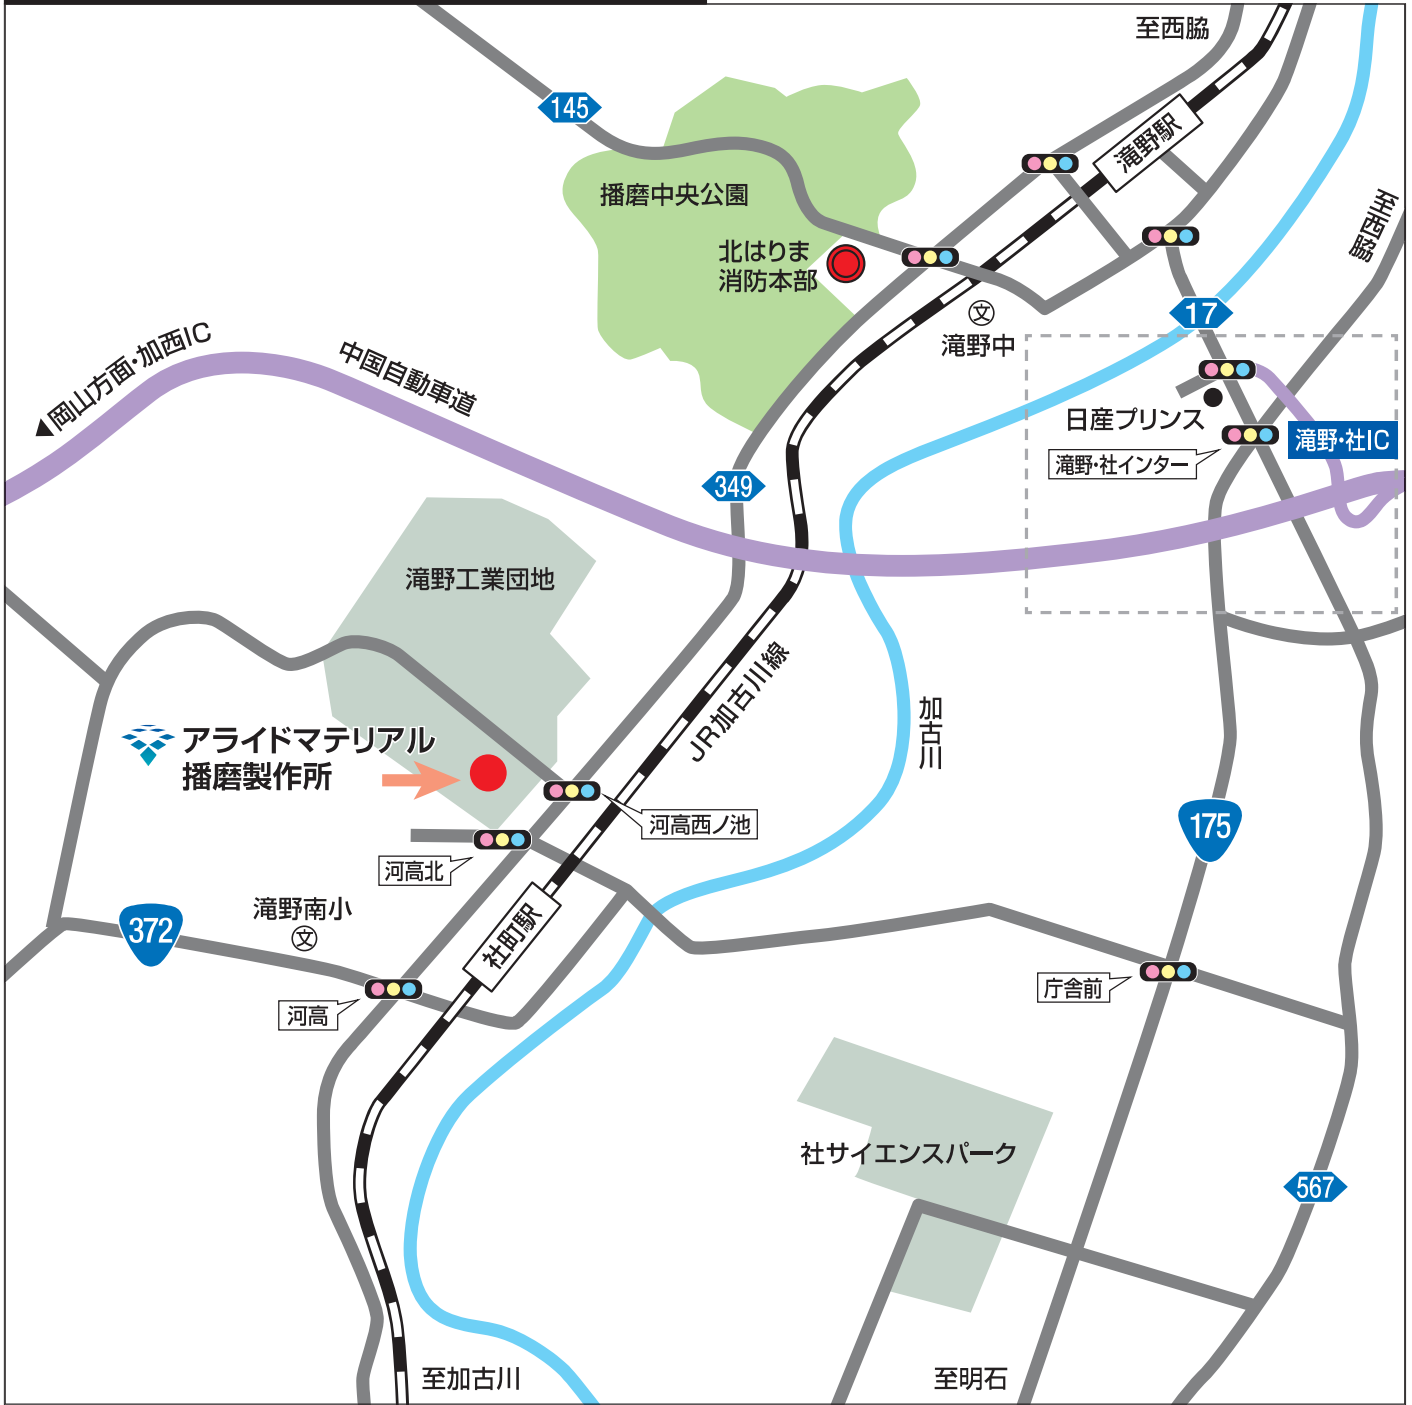 至西脇
145
滝野駅
播磨中央公園
至西脇
北はりま
消防本部
17
文
滝野中
岡山方面・加西IC
中国自動車道
日産プリンス
滝野・社IC
滝野・社インター
349
滝野工業団地
JR加古川線
加古川
アライドマテリアル
播磨製作所
河高西ノ池
175
河高北
滝野南小
文
372
社町駅
庁舎前
河高
社サイエンスパーク
567
至加古川
至明石